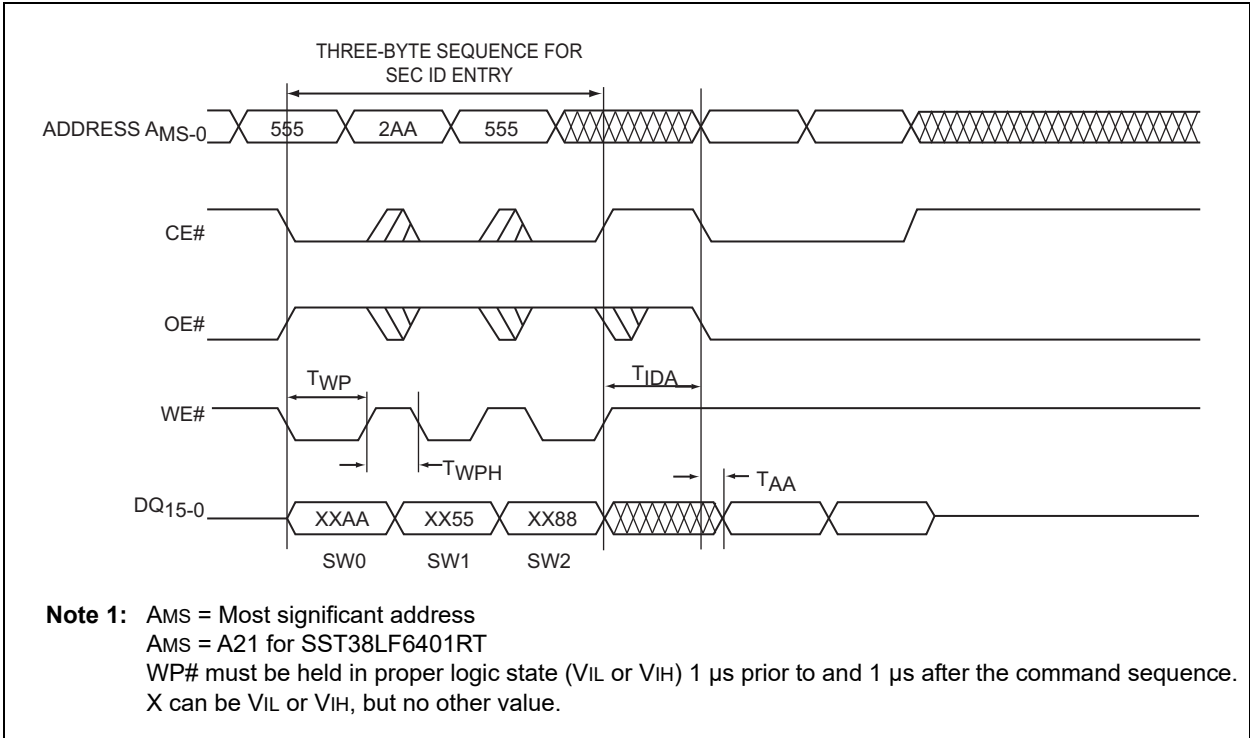 THREE-BYTE SEQUENCE FOR
SEC ID ENTRY
ADDRESS AMS-0 555 2AA 555
CE#
OE#
TWP TIDA
WE#
TWPH TAA
DQ15-0 XXAA XX55 XX88
SW0 SW1 SW2
Note 1: AMS = Most significant address
AMS = A21 for SST38LF6401RT
WP# must be held in proper logic state (VIL or VIH) 1 µs prior to and 1 µs after the command sequence.
X can be VIL or VIH, but no other value.